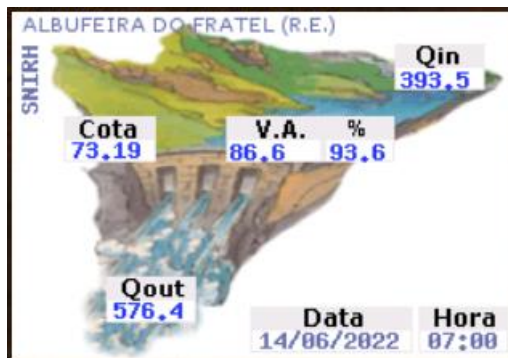 ALBUFEIRA DO FRATEL (R.E.)
SNIRH
Qin
393.5
Cota
73.19
V.A. %
86.6 93.6
Qout
576.4
Data Hora
14/06/2022 07:00